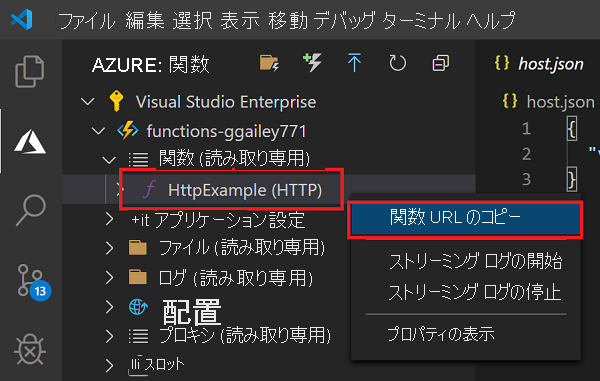 ファイル 編集 選択 表示 移動 デバッグ ターミナル ヘルプ
AZURE: 関数
Visual Studio Enterprise
functions-ggailey771
関数 (読み取り専用)
HttpExample (HTTP)
+it アプリケーション設定
ファイル (読み取り専用)
ログ (読み取り専用)
配置
プロキシ (読み取り専用)
スロット
13
関数 URL のコピー
ストリーミング ログの開始
ストリーミング ログの停止
プロパティの表示
{} host.json
{} host.json
1 {
2 "v
3 }